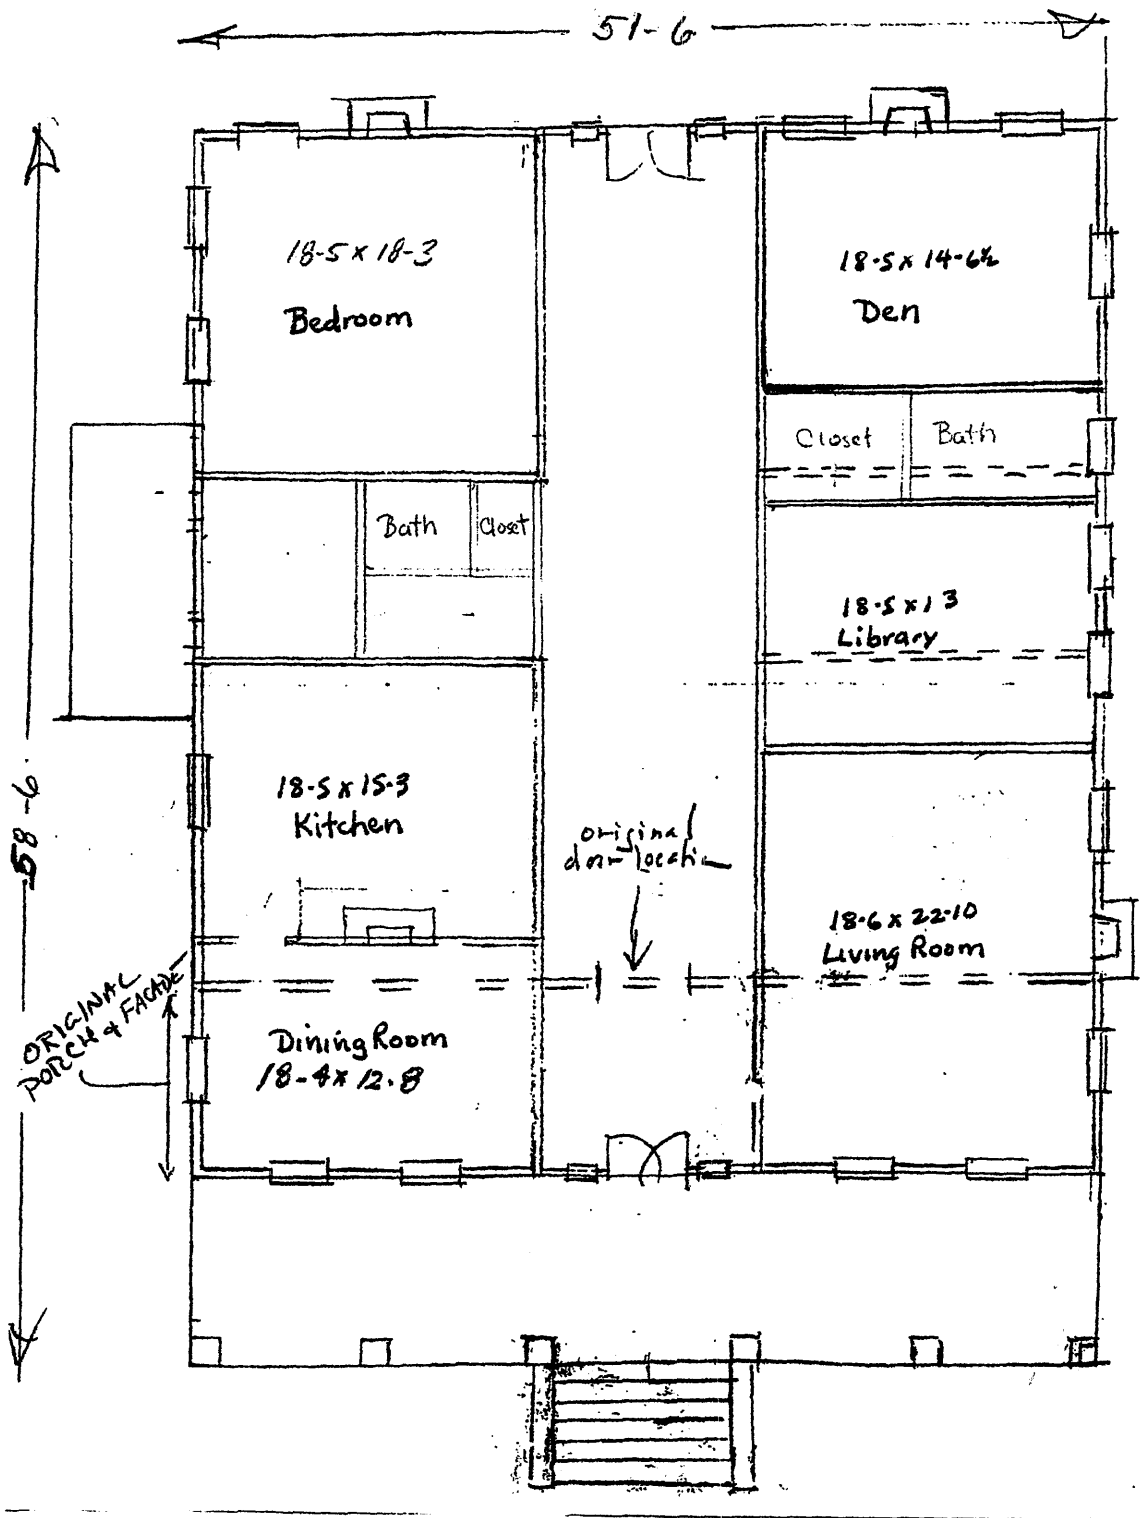 51-6
18-5 x 18-3
Bedroom
18-5 x 14-6½
Den
Closet
Bath
Bath
Closet
18-5 x 13
Library
58-6
18-5 x 15-3
Kitchen
original
door location
18-6 x 22-10
Living Room
ORIGINAL
PORCH & FACADE
Dining Room
18-4 x 12-8